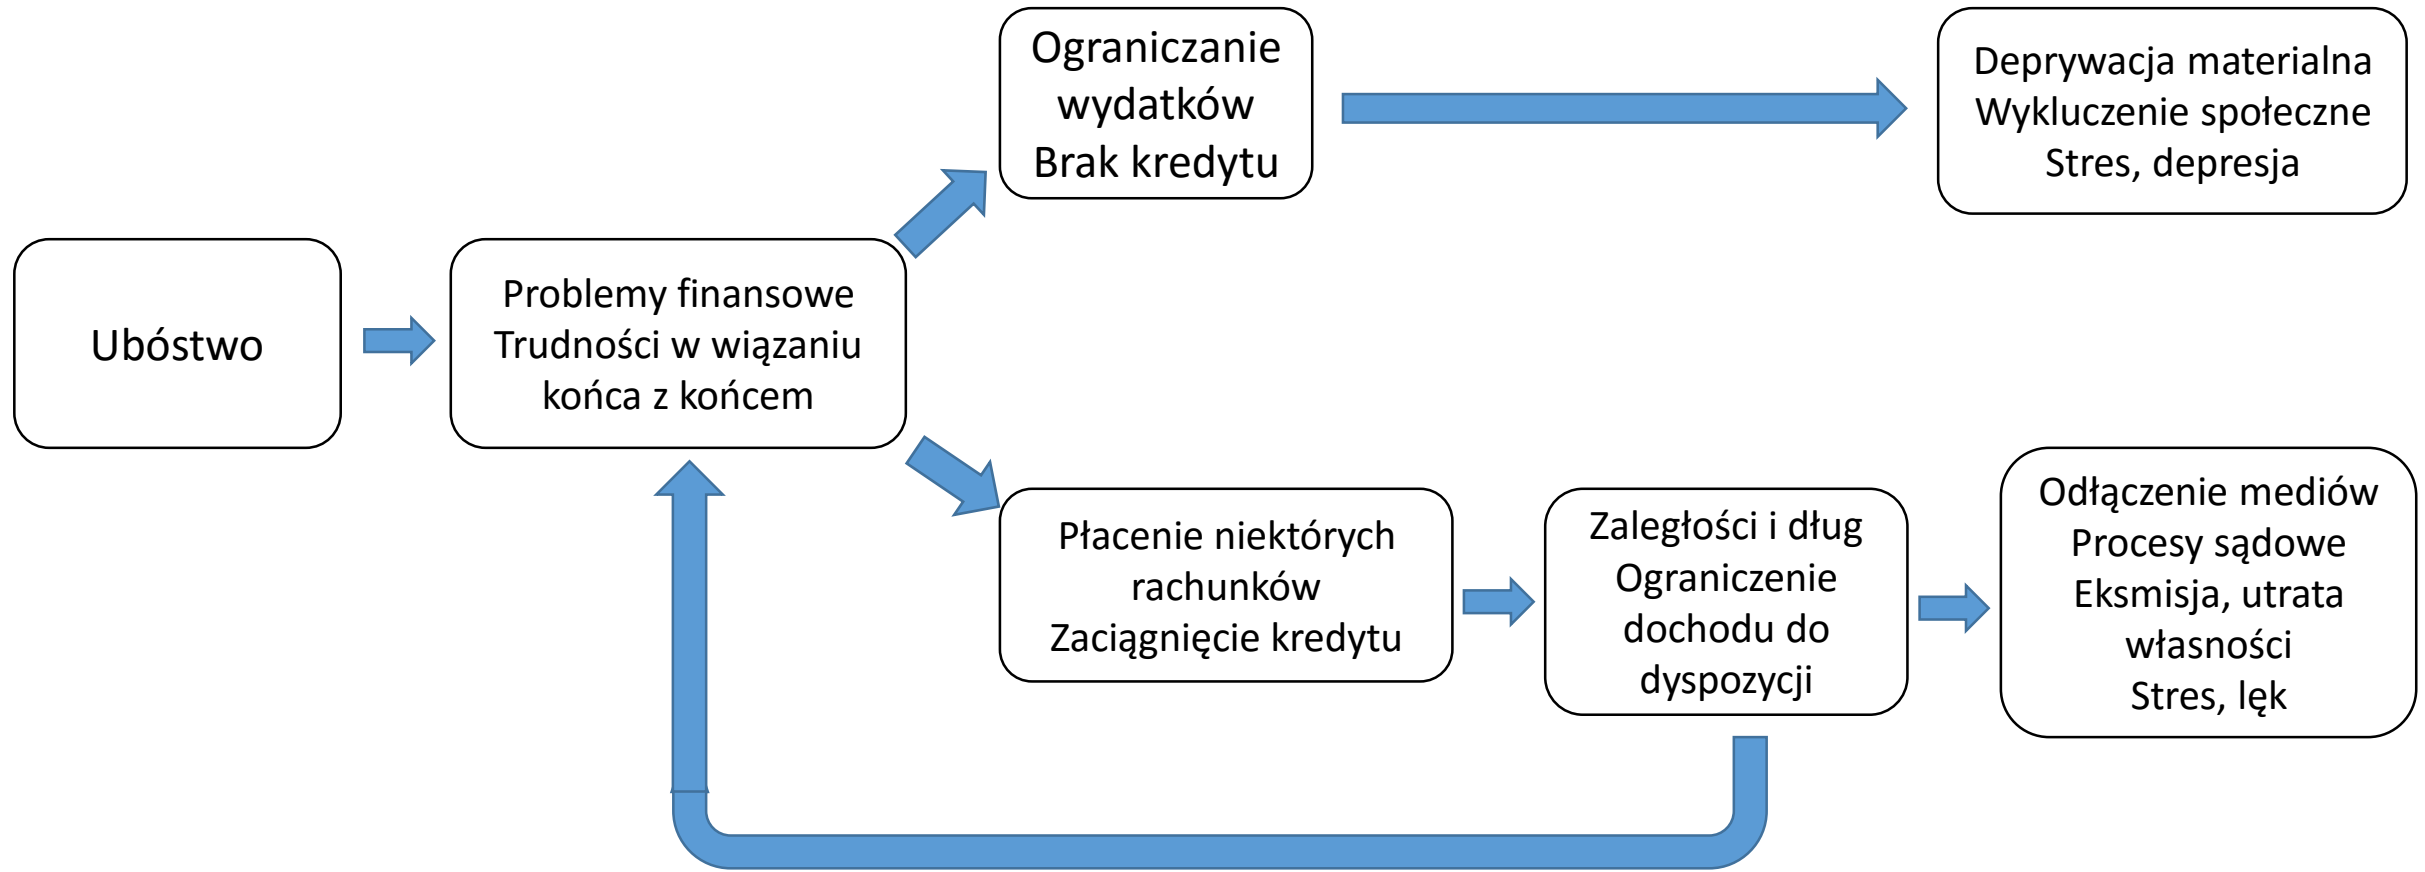 Ubóstwo
Problemy finansowe
Trudności w wiązaniu
końca z końcem
Ograniczanie
wydatków
Brak kredytu
Deprywacja materialna
Wykluczenie społeczne
Stres, depresja
Płacenie niektórych
rachunków
Zaciągnięcie kredytu
Zaległości i dług
Ograniczenie
dochodu do
dyspozycji
Odłączenie mediów
Procesy sądowe
Eksmisja, utrata
własności
Stres, lęk